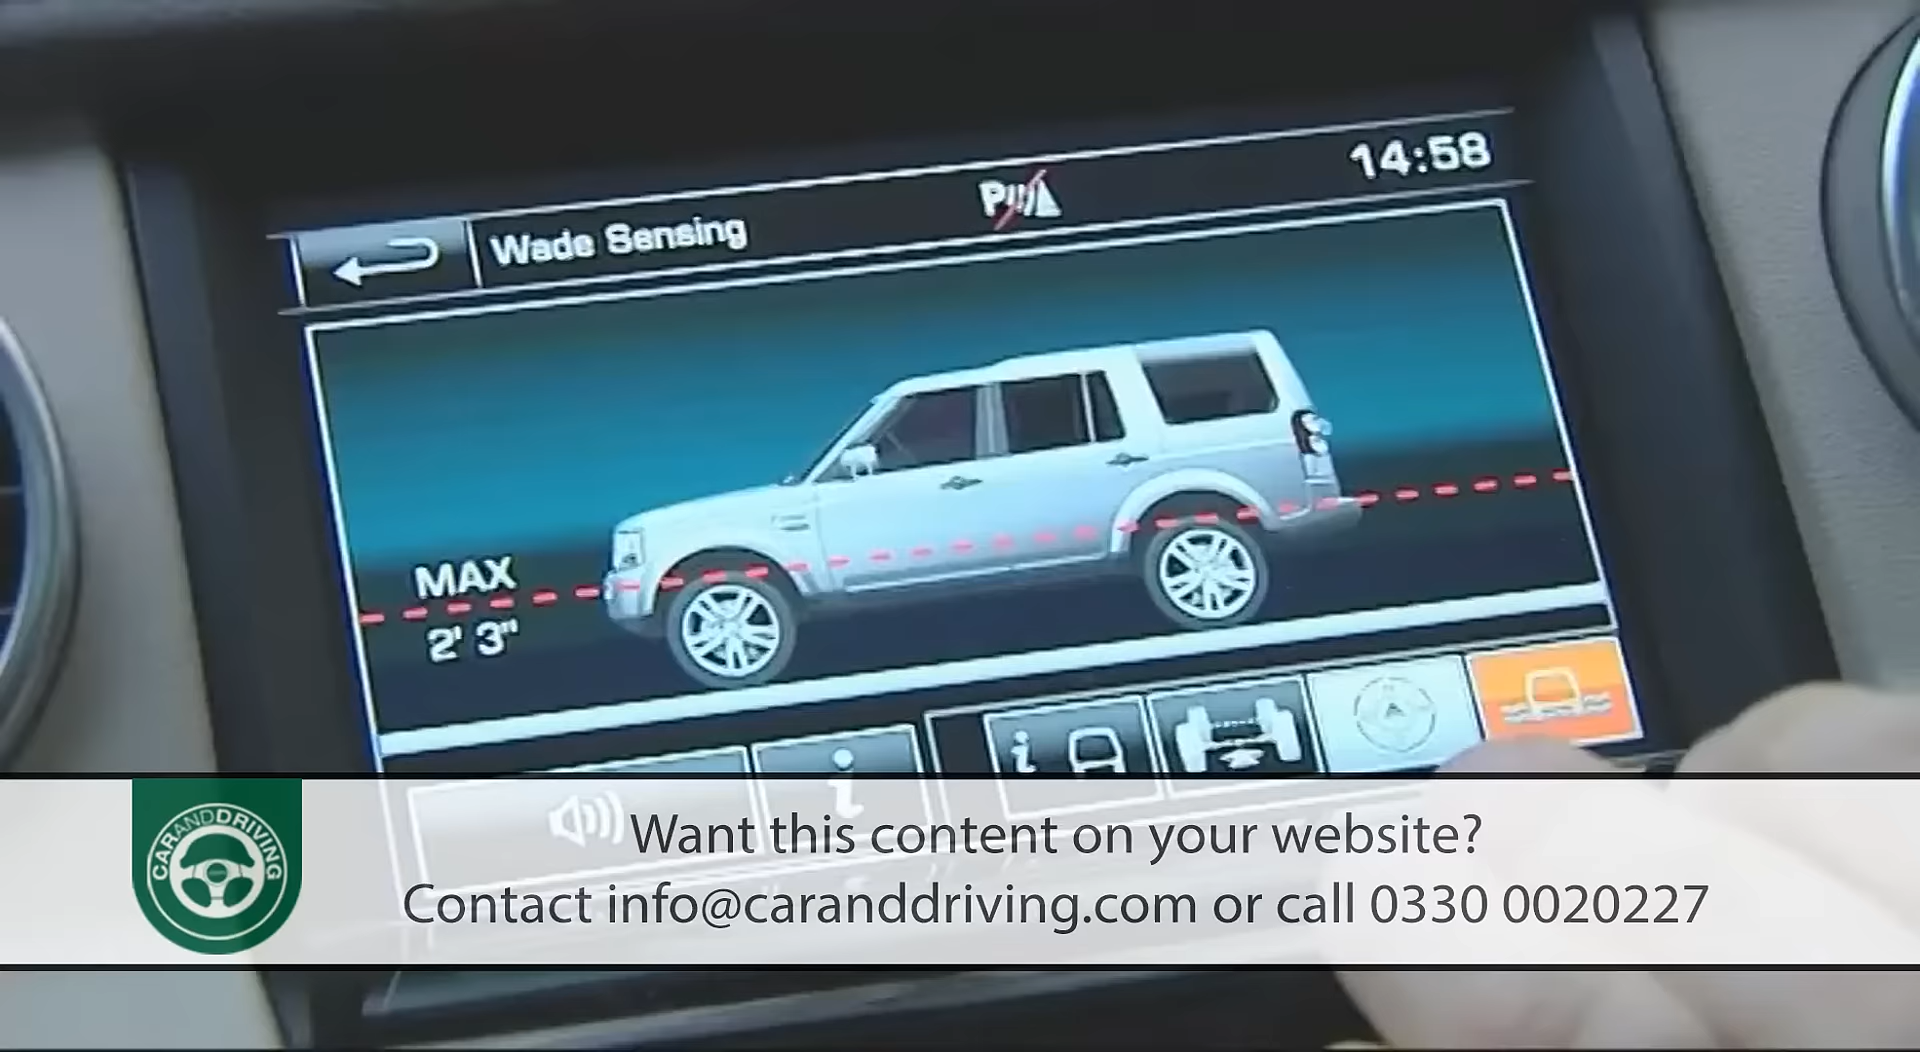 14:58
Wade Sensing
MAX
2' 3"
CARANDDRIVING
Want this content on your website?
Contact info@caranddriving.com or call 0330 0020227